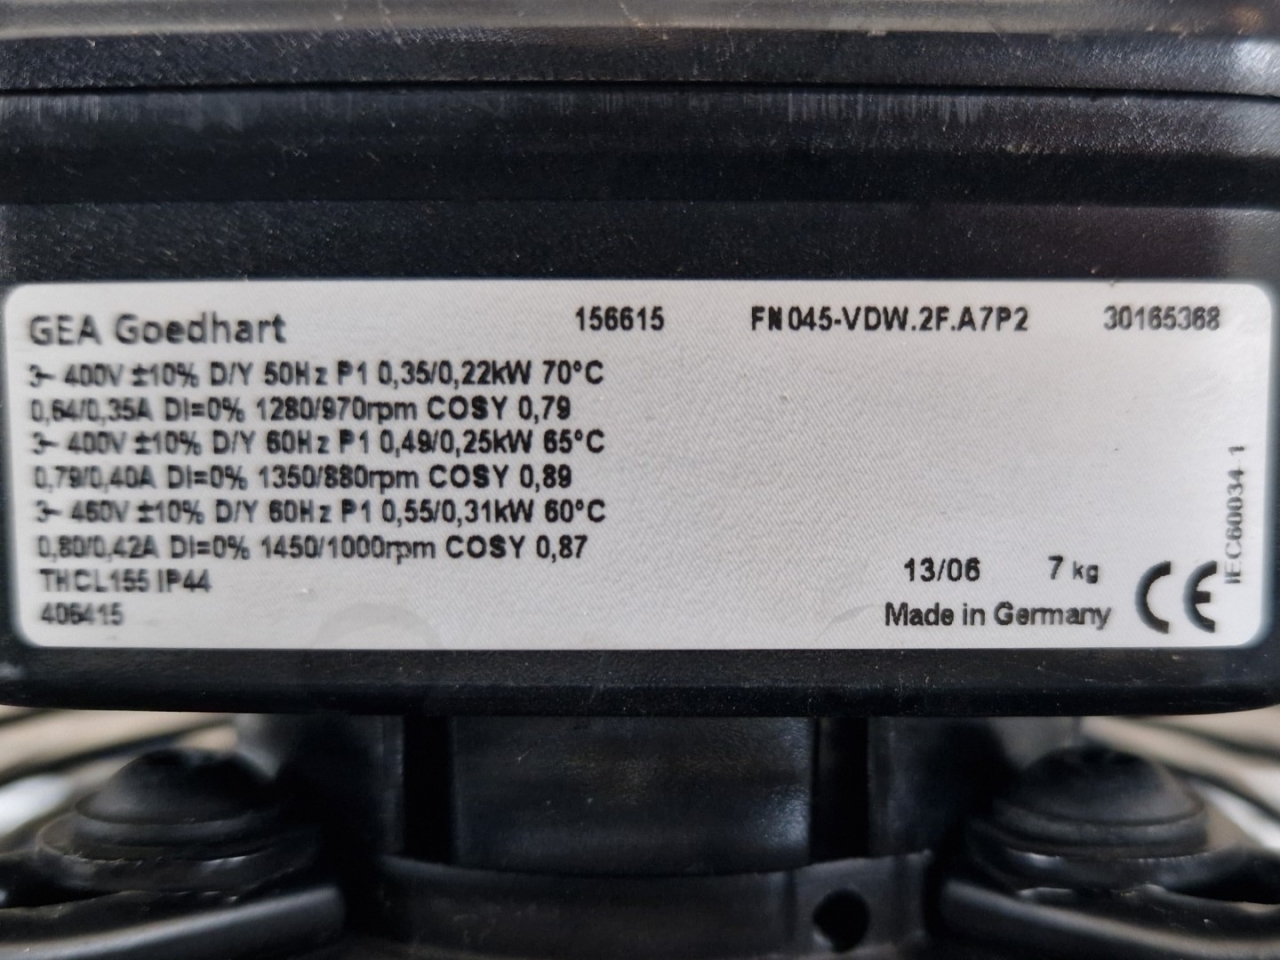 GEA Goedhart 156615 FN045-VDW.2F.A7P2 30165368
3~ 400V ±10% D/Y 50Hz P1 0,35/0,22kW 70°C
0,64/0,35A DI=0% 1280/970rpm COSY 0,79
3~ 400V ±10% D/Y 60Hz P1 0,49/0,25kW 65°C
0,79/0,40A DI=0% 1350/880rpm COSY 0,89
3~ 460V ±10% D/Y 60Hz P1 0,55/0,31kW 60°C
0,80/0,42A DI=0% 1450/1000rpm COSY 0,87
THCL155 IP44
406415
13/06 7 kg
Made in Germany CE
IEC60034-1